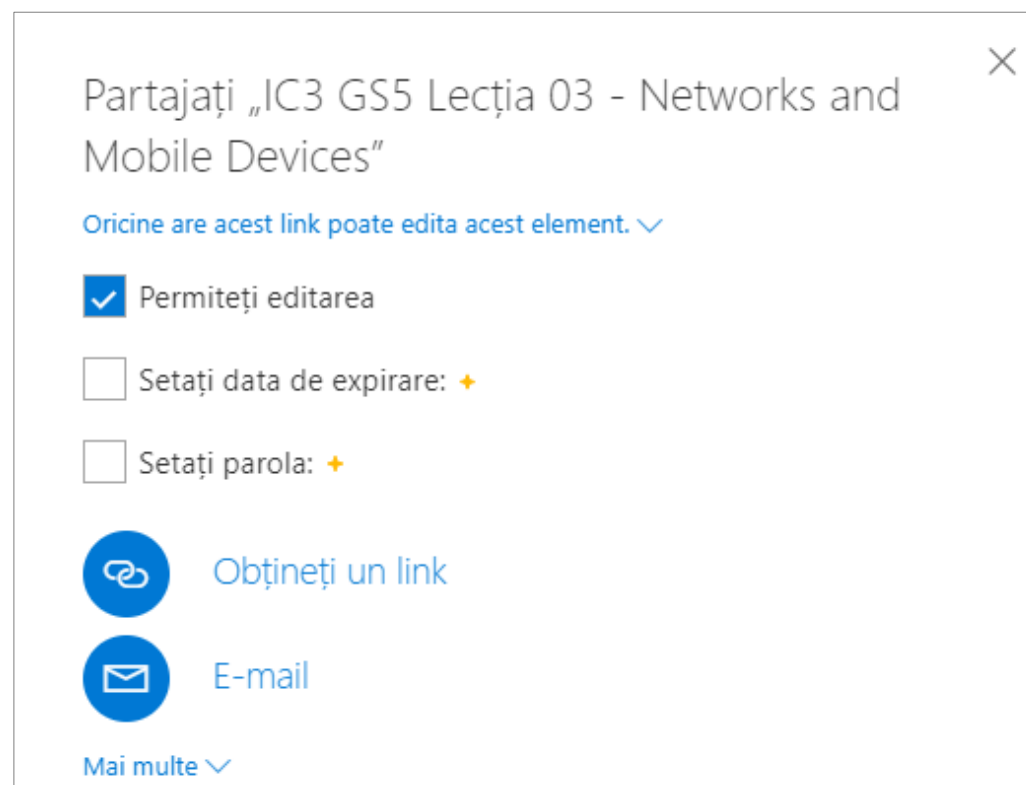 Partajați „IC3 GS5 Lecția 03 - Networks and
Mobile Devices”
Oricine are acest link poate edita acest element.
Permiteți editarea
Setați data de expirare:
Setați parola:
Obțineți un link
E-mail
Mai multe